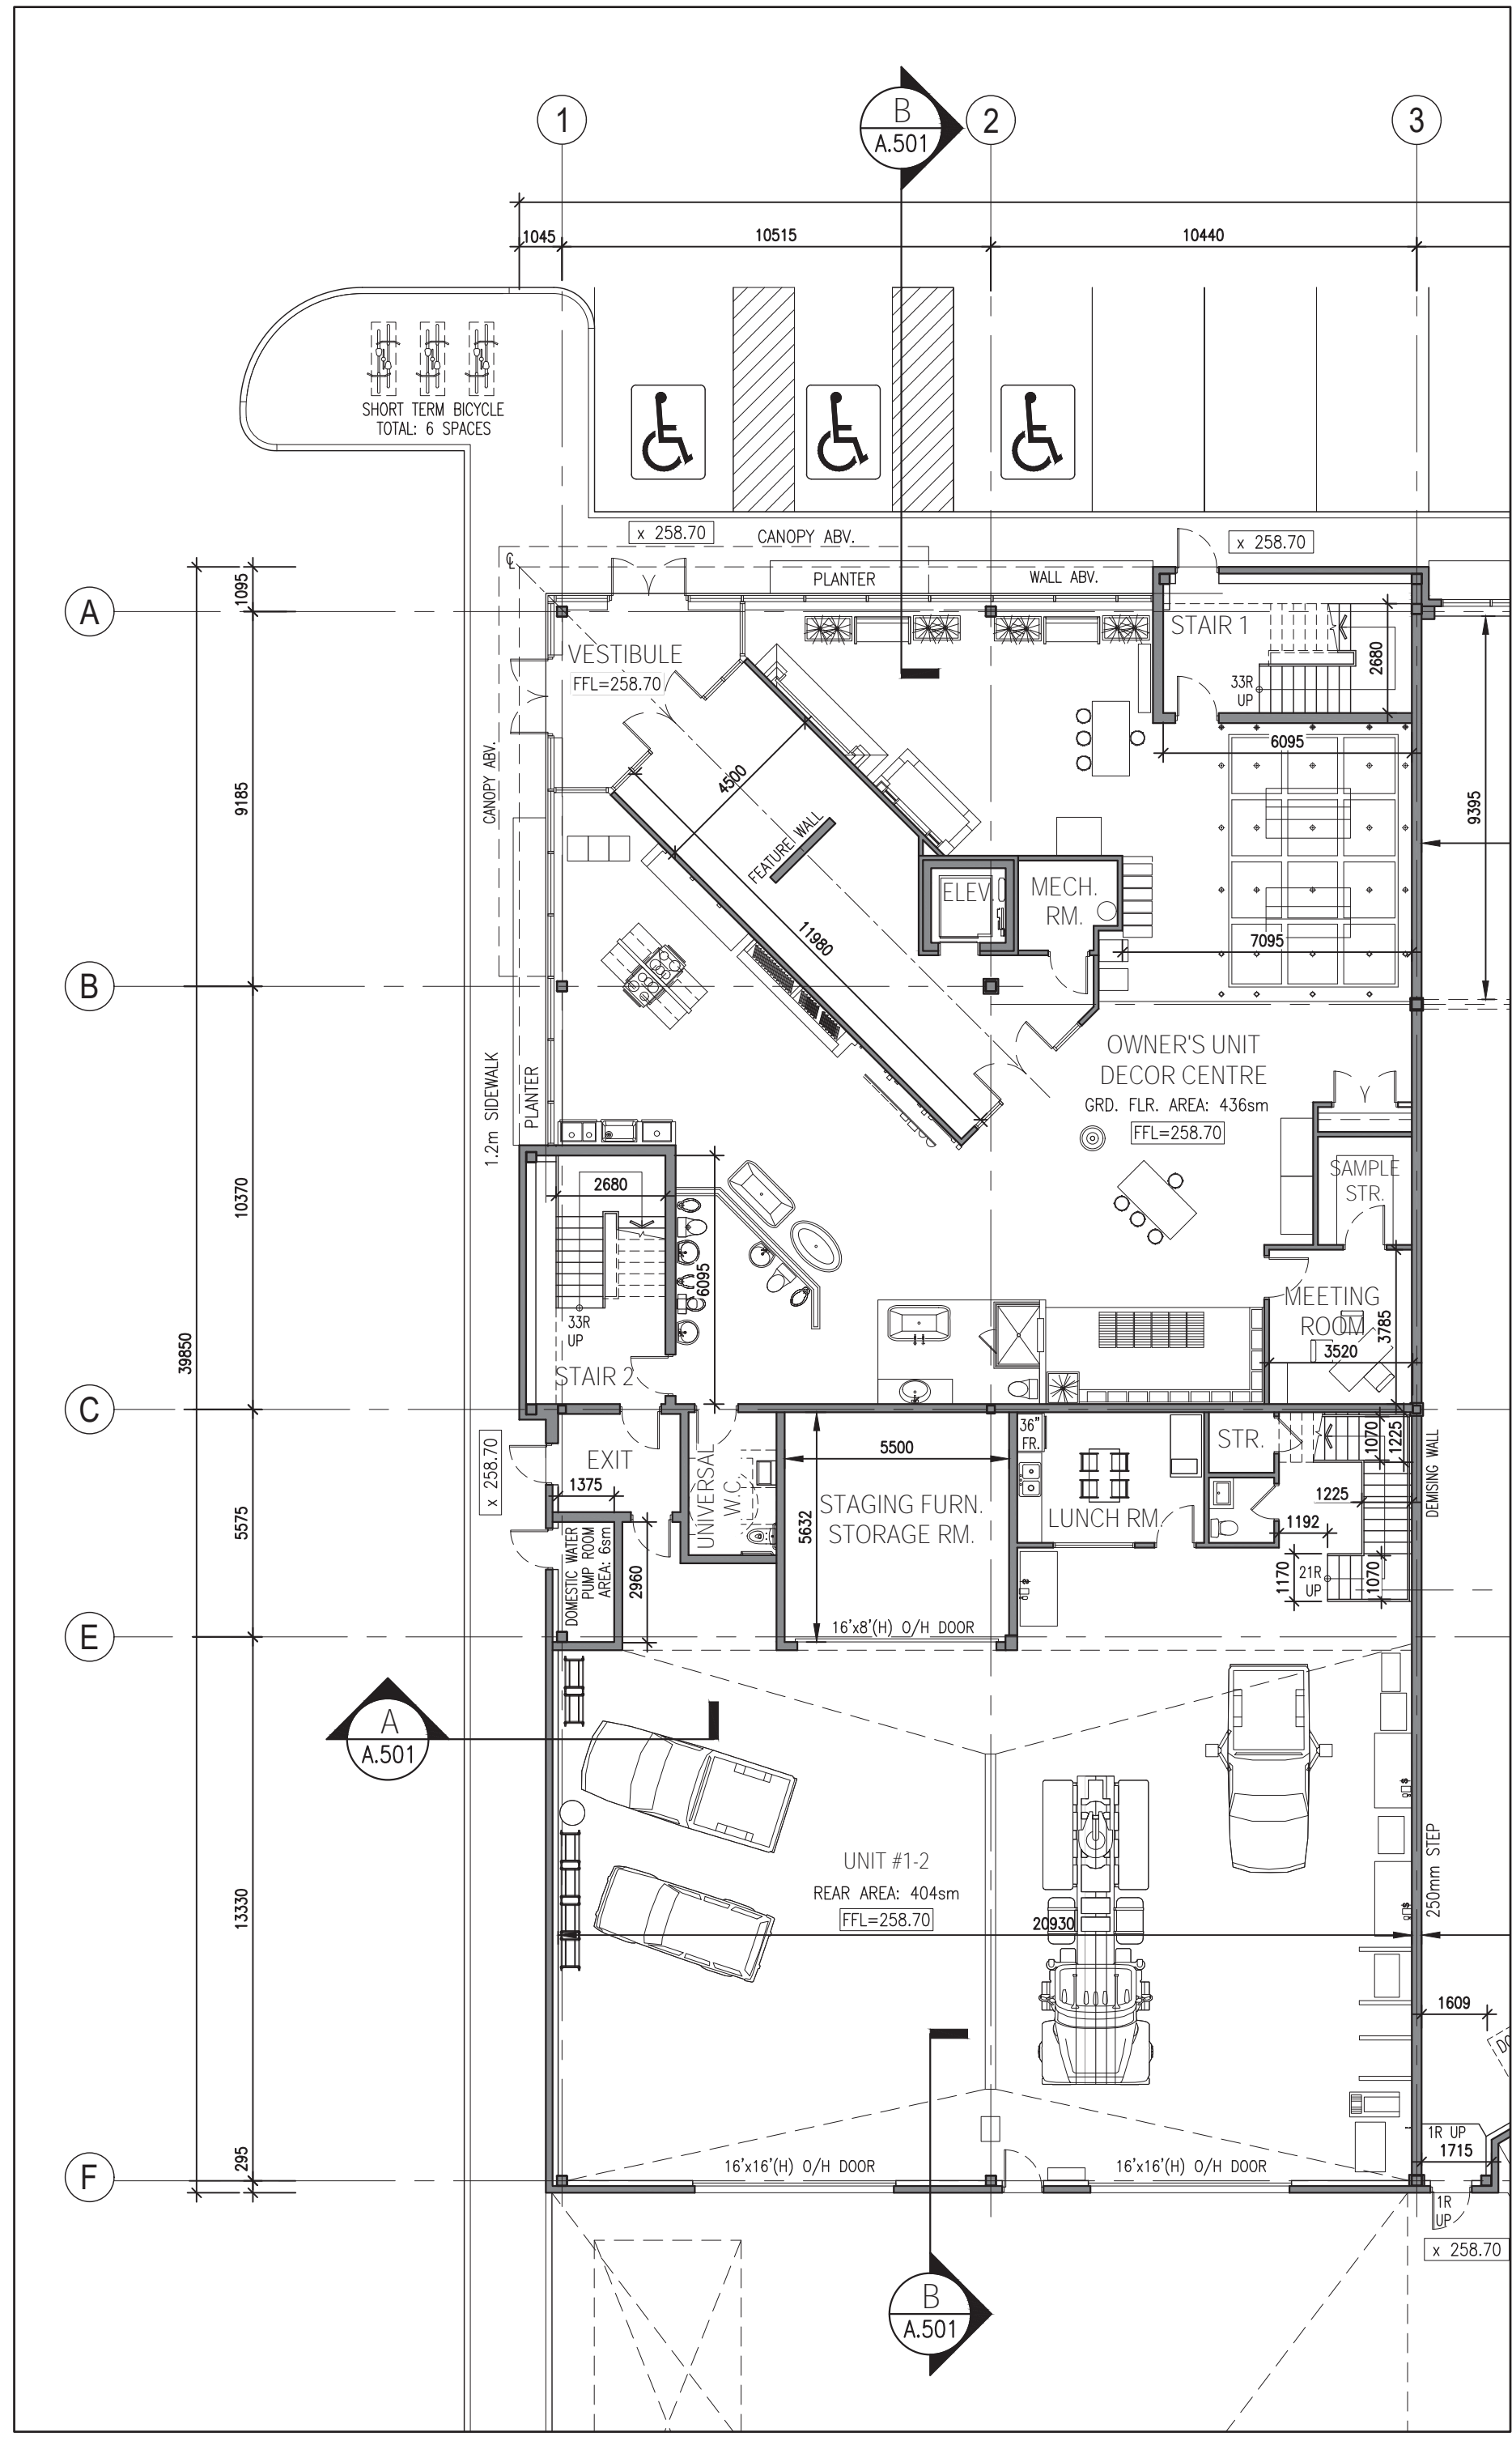 1
B
A.501
2
3
1045
10515
10440
SHORT TERM BICYCLE
TOTAL: 6 SPACES
x 258.70
CANOPY ABV.
x 258.70
℄
PLANTER
WALL ABV.
1095
A
VESTIBULE
FFL=258.70
STAIR 1
33R
UP
2680
6095
CANOPY ABV.
9185
4500
FEATURE WALL
11980
ELEV.
MECH.
RM.
9395
7095
B
OWNER'S UNIT
DECOR CENTRE
GRD. FLR. AREA: 436sm
FFL=258.70
1.2m SIDEWALK
PLANTER
SAMPLE
STR.
2680
10370
6095
33R
UP
STAIR 2
MEETING
ROOM
3785
3520
39850
C
x 258.70
EXIT
1375
UNIVERSAL
W.C.
5500
5632
STAGING FURN.
STORAGE RM.
36"
FR.
LUNCH RM.
STR.
1070
1225
DEMISING WALL
1225
1192
1170
21R
UP
1070
5575
DOMESTIC WATER
PUMP ROOM
AREA: 6sm
2960
16'x8'(H) O/H DOOR
E
A
A.501
UNIT #1-2
REAR AREA: 404sm
FFL=258.70
20930
250mm STEP
13330
1609
1R UP
1715
295
F
16'x16'(H) O/H DOOR
16'x16'(H) O/H DOOR
1R
UP
x 258.70
B
A.501